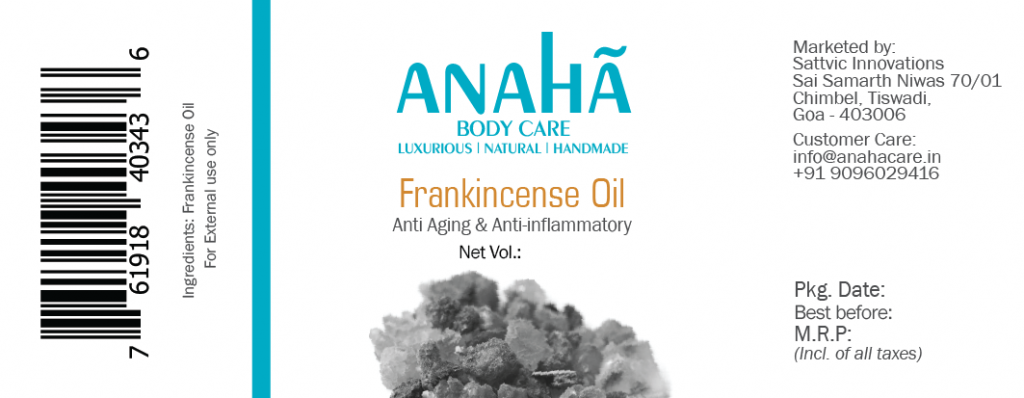 7 61918 40343 6
Ingredients: Frankincense Oil
For External use only
ANAHÃ
BODY CARE
LUXURIOUS | NATURAL | HANDMADE
Frankincense Oil
Anti Aging & Anti-inflammatory
Net Vol.:
Marketed by:
Sattvic Innovations
Sai Samarth Niwas 70/01
Chimbel, Tiswadi,
Goa - 403006
Customer Care:
info@anahacare.in
+91 9096029416
Pkg. Date:
Best before:
M.R.P:
(Incl. of all taxes)